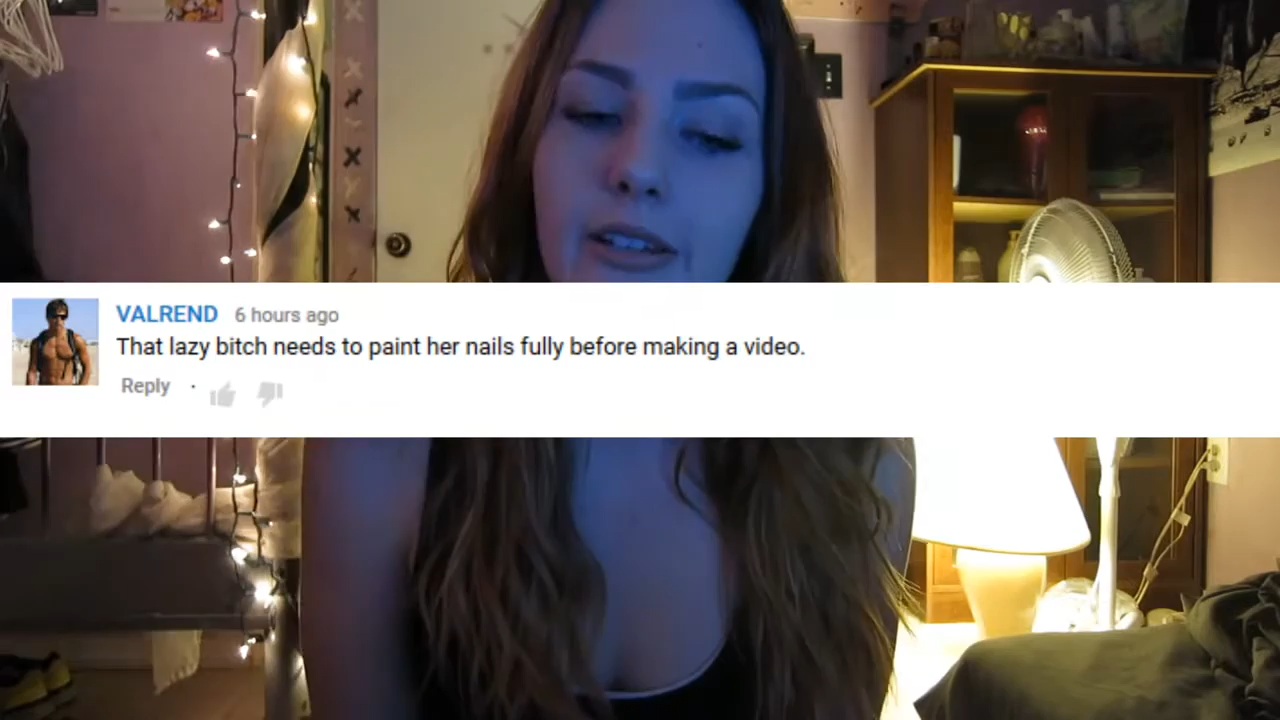 VALREND 6 hours ago
That lazy bitch needs to paint her nails fully before making a video.
Reply ·